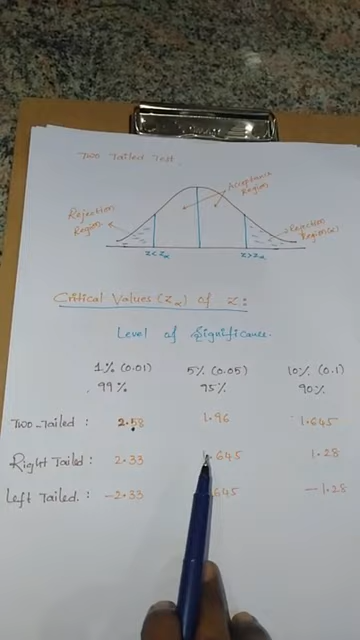 Two Tailed Test.
Acceptance Region
Rejection Region
Rejection Region(α)
Z<Zα
Z>Zα
Critical Values (Zα) of Z:
Level of Significance.
1% (0.01) 5% (0.05) 10% (0.1)
99% 95% 90%
Two-Tailed : 2.58 1.96 1.645
Right Tailed : 2.33 1.645 1.28
Left Tailed. : -2.33 .645 -1.28